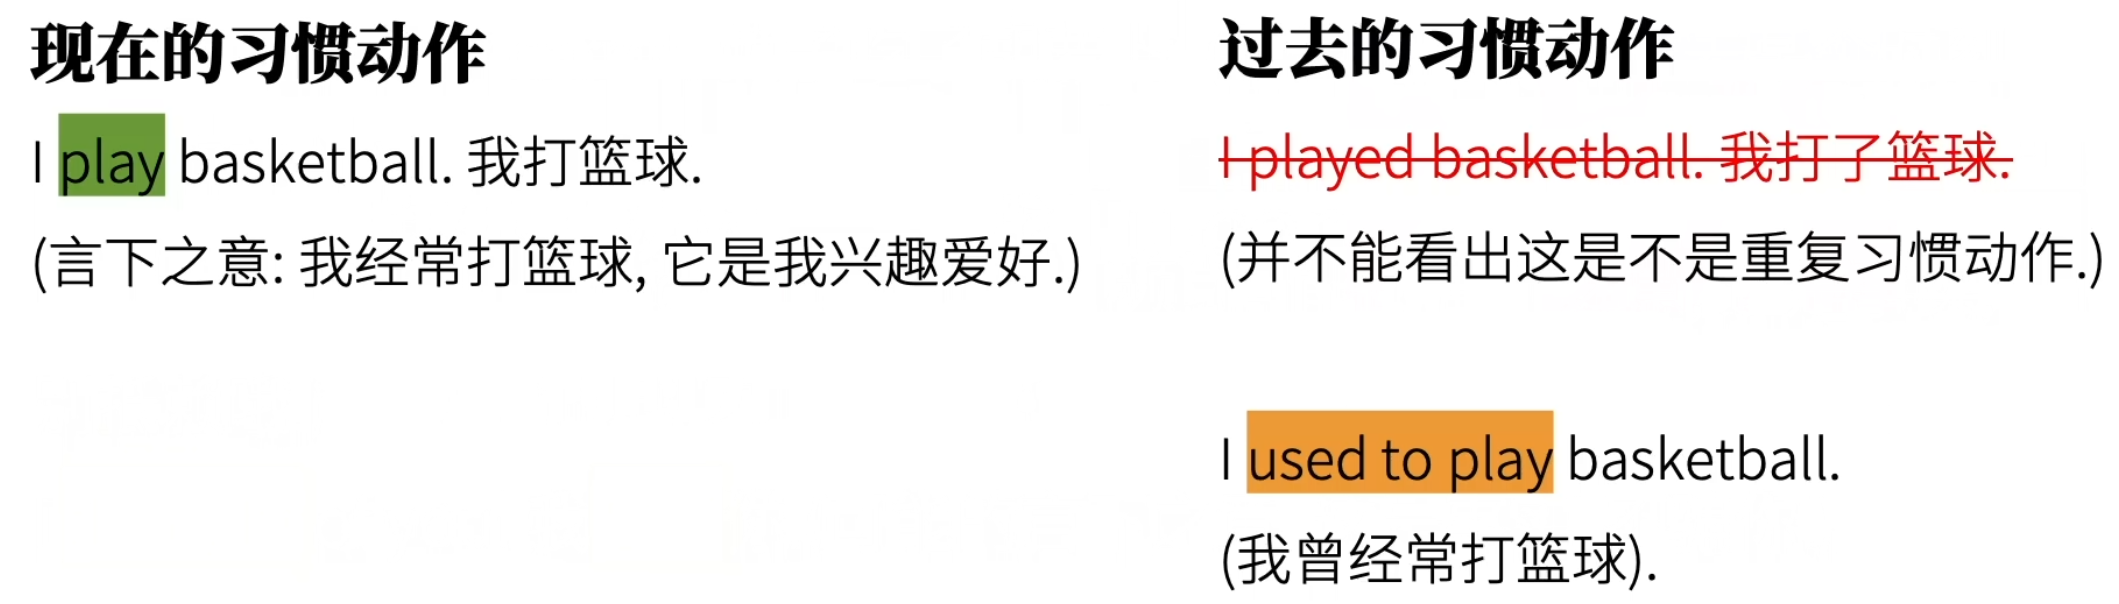 现在的习惯动作
I play basketball. 我打篮球.
(言下之意: 我经常打篮球, 它是我兴趣爱好.)
过去的习惯动作
I played basketball. 我打了篮球.
(并不能看出这是不是重复习惯动作.)
I used to play basketball.
(我曾经常打篮球).